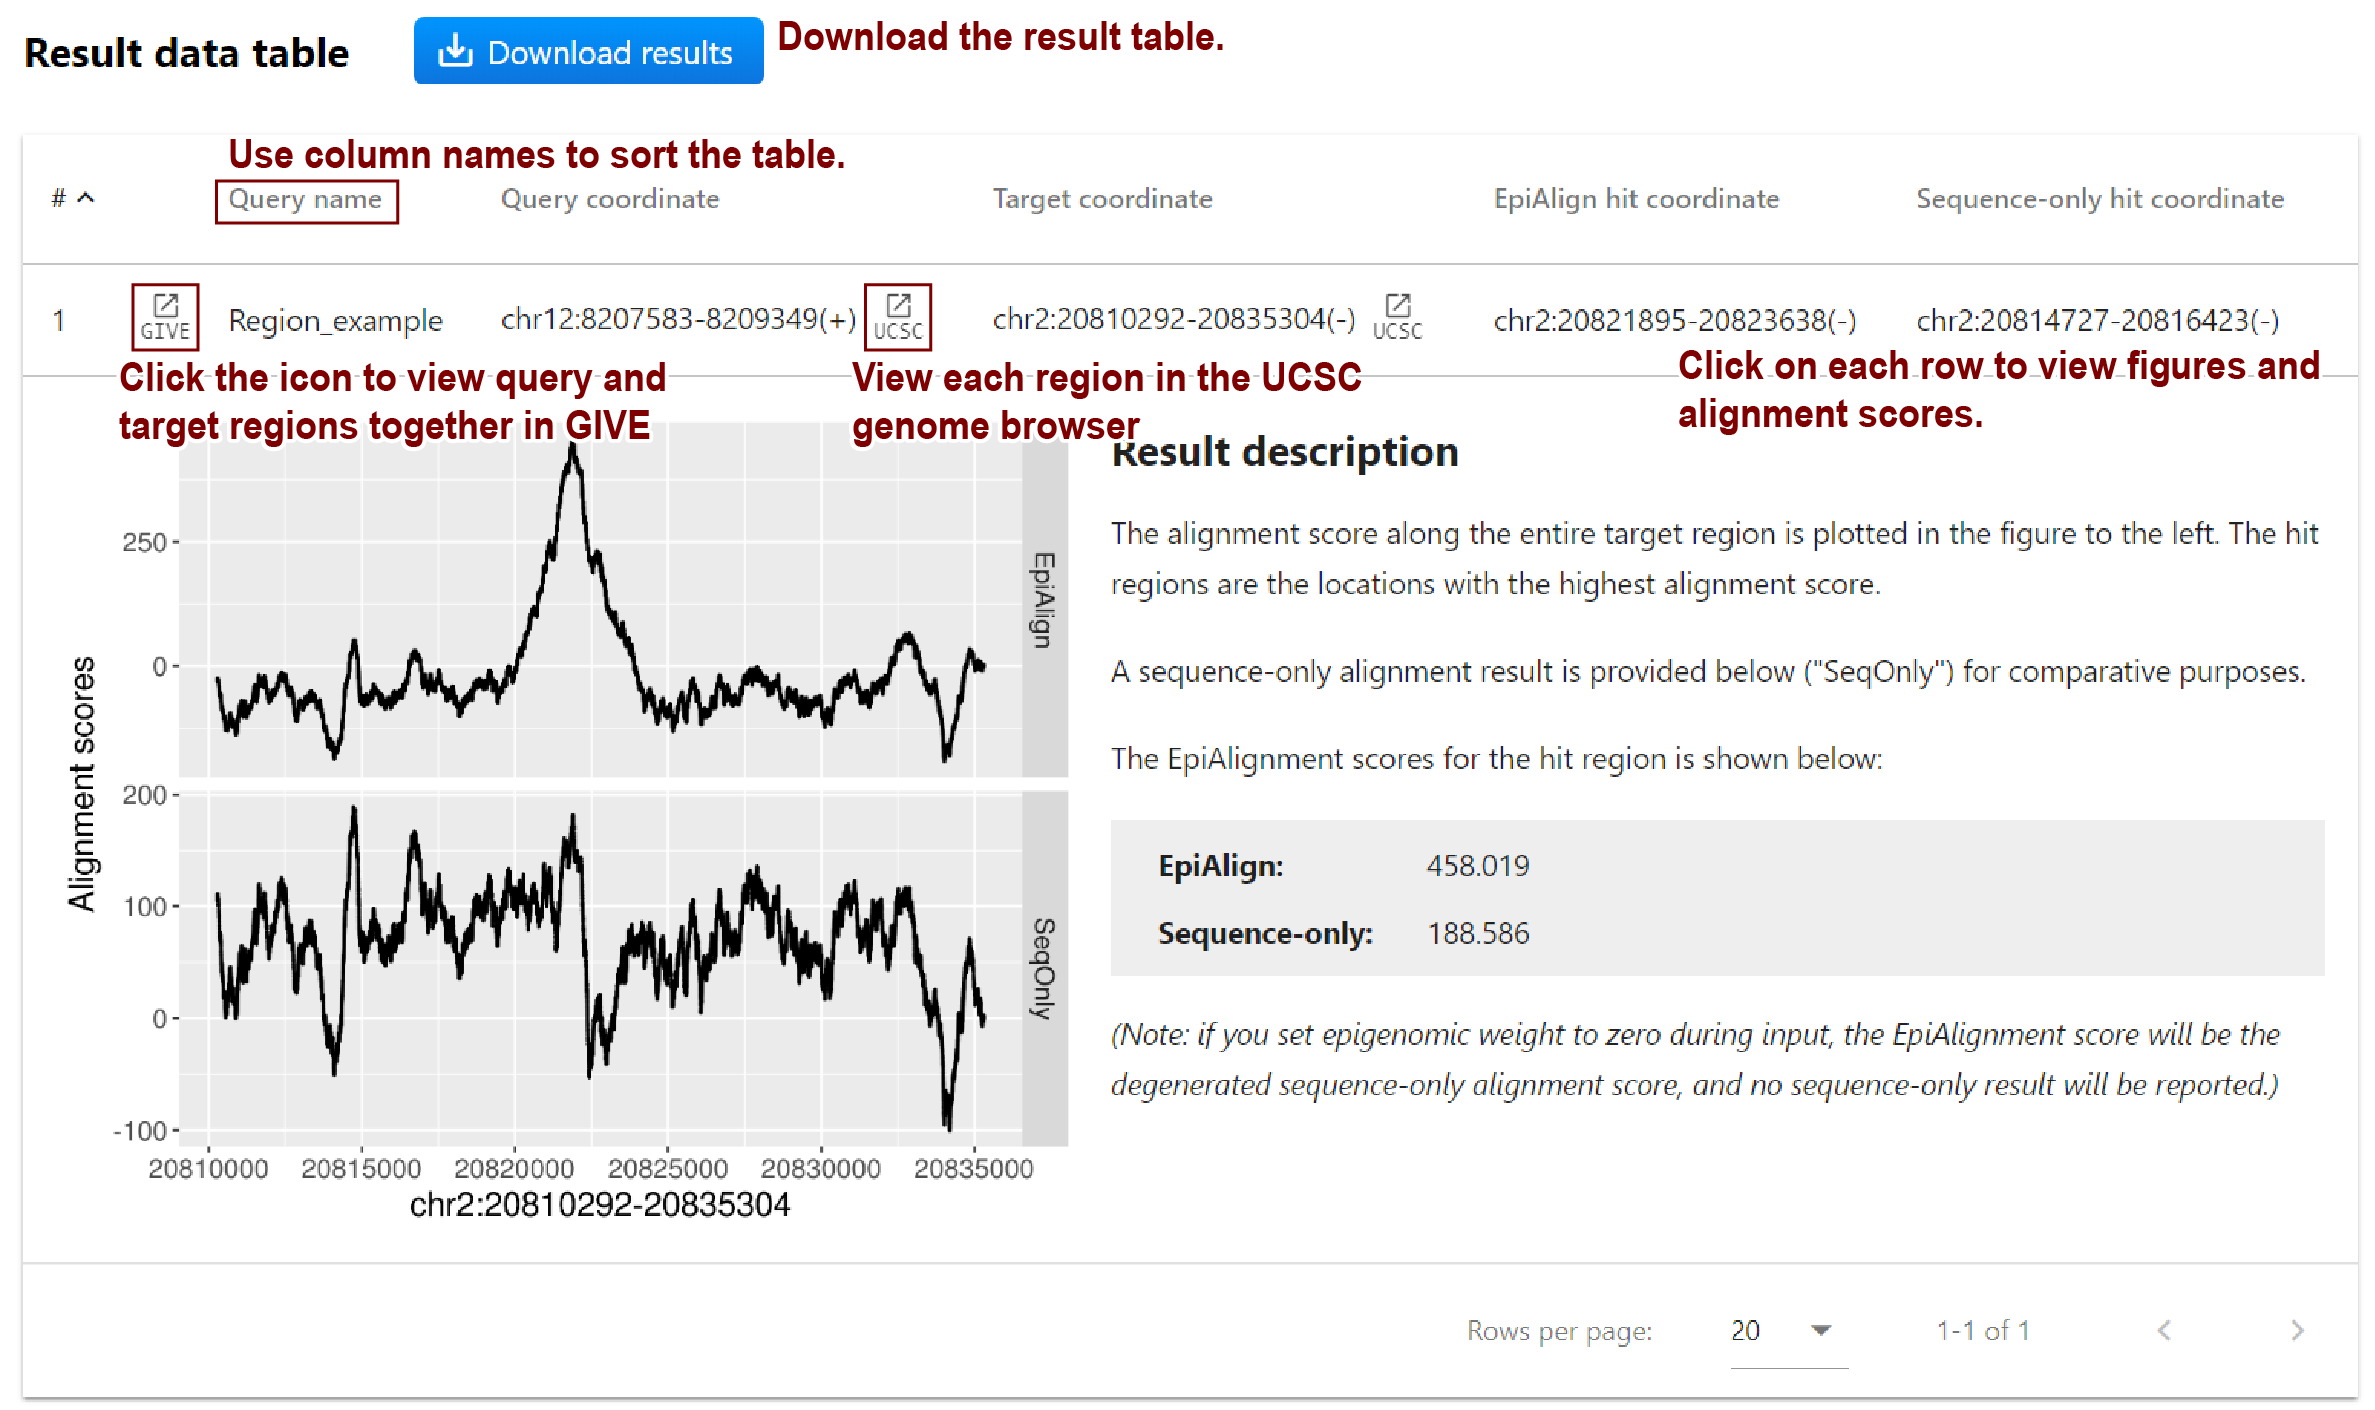 Result data table
Download results
Download the result table.
Use column names to sort the table.
# Query name Query coordinate Target coordinate EpiAlign hit coordinate Sequence-only hit coordinate
1 GIVE Region_example chr12:8207583-8209349(+) UCSC chr2:20810292-20835304(-) UCSC chr2:20821895-20823638(-) chr2:20814727-20816423(-)
Click the icon to view query and
target regions together in GIVE
View each region in the UCSC
genome browser
Click on each row to view figures and
alignment scores.
Alignment scores
250
0
EpiAlign
200
100
0
-100
SeqOnly
20810000 20815000 20820000 20825000 20830000 20835000
chr2:20810292-20835304
Result description
The alignment score along the entire target region is plotted in the figure to the left. The hit
regions are the locations with the highest alignment score.
A sequence-only alignment result is provided below ("SeqOnly") for comparative purposes.
The EpiAlignment scores for the hit region is shown below:
EpiAlign: 458.019
Sequence-only: 188.586
(Note: if you set epigenomic weight to zero during input, the EpiAlignment score will be the
degenerated sequence-only alignment score, and no sequence-only result will be reported.)
Rows per page: 20 1-1 of 1